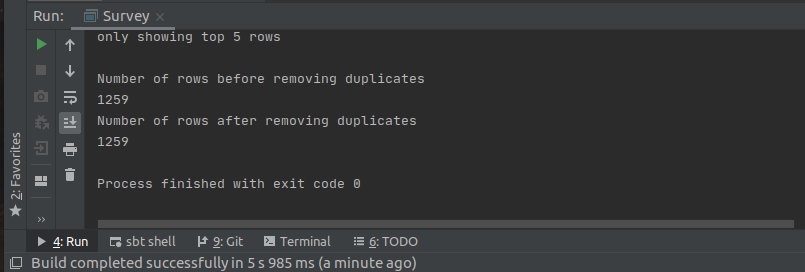 Run: Survey
only showing top 5 rows
Number of rows before removing duplicates
1259
Number of rows after removing duplicates
1259
Process finished with exit code 0
2: Favorites
4: Run sbt shell 9: Git Terminal 6: TODO
Build completed successfully in 5 s 985 ms (a minute ago)